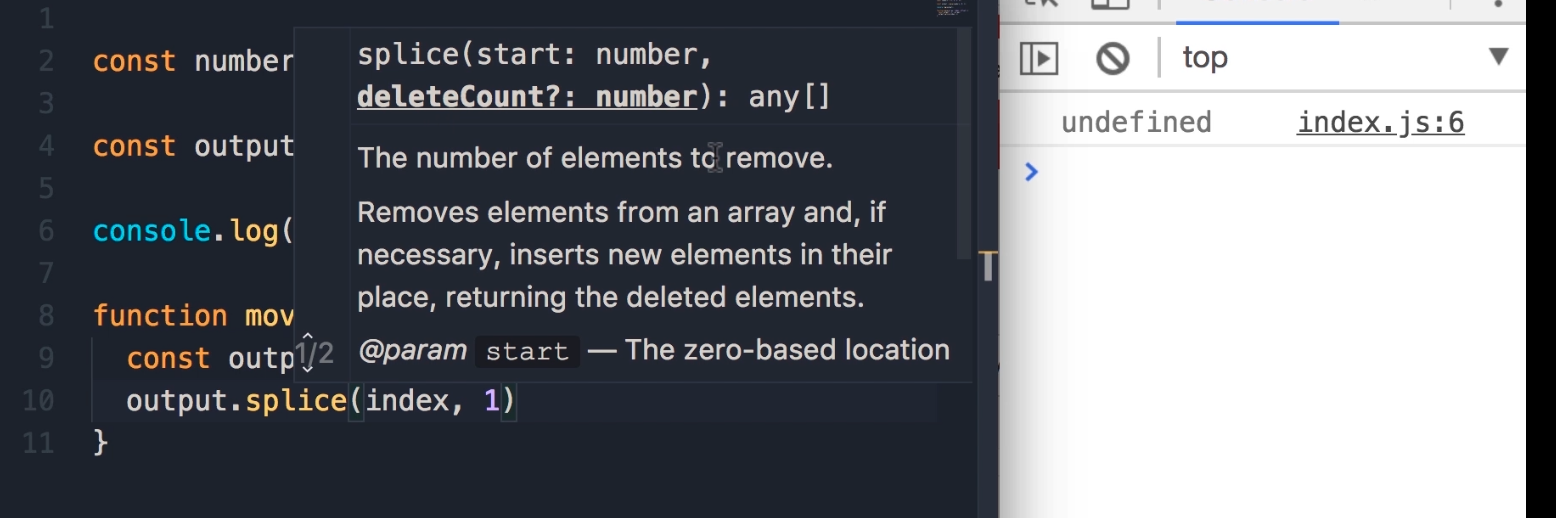 1
2 const number
3
4 const output
5
6 console.log(
7
8 function mov
9 const outp
10 output.splice(index, 1)
11 }
splice(start: number,
deleteCount?: number): any[]
The number of elements to remove.
Removes elements from an array and, if
necessary, inserts new elements in their
place, returning the deleted elements.
1/2
@param start — The zero-based location
top
undefined index.js:6